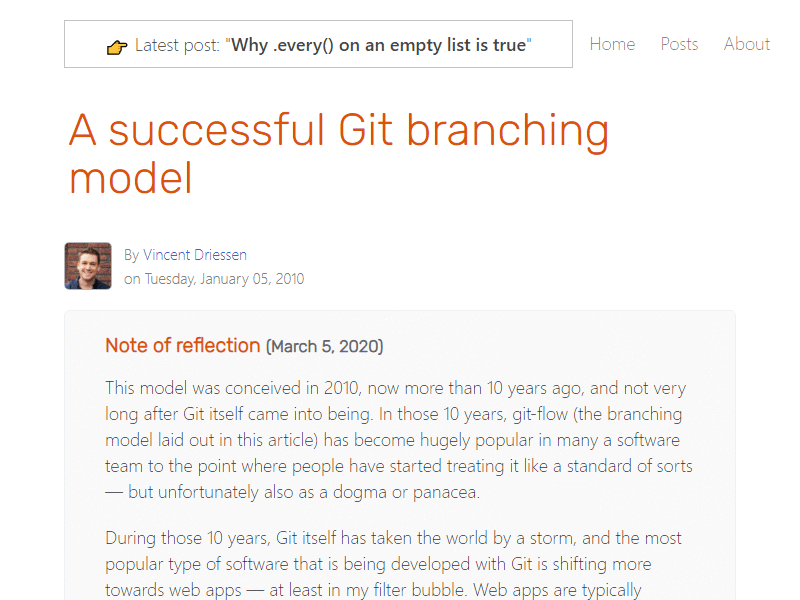 👉 Latest post: "Why .every() on an empty list is true"
Home Posts About
A successful Git branching
model
By Vincent Driessen
on Tuesday, January 05, 2010
Note of reflection (March 5, 2020)
This model was conceived in 2010, now more than 10 years ago, and not very
long after Git itself came into being. In those 10 years, git-flow (the branching
model laid out in this article) has become hugely popular in many a software
team to the point where people have started treating it like a standard of sorts
— but unfortunately also as a dogma or panacea.
During those 10 years, Git itself has taken the world by a storm, and the most
popular type of software that is being developed with Git is shifting more
towards web apps — at least in my filter bubble. Web apps are typically